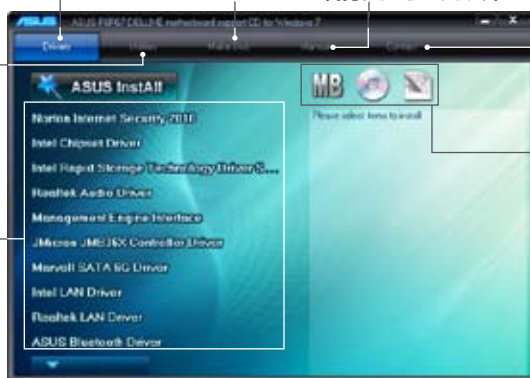 ASUS P8P67 DELUXE motherboard support CD for Windows 7
Drivers Make Disk Manual Contact
ASUS InstAll
MB
Please select items to install
Norton Internet Security 2010
Intel Chipset Driver
Intel Rapid Storage Technology Driver S...
Realtek Audio Driver
Management Engine Interface
JMicron JMB36X Controller Driver
Marvell SATA 6G Driver
Intel LAN Driver
Realtek LAN Driver
ASUS Bluetooth Driver